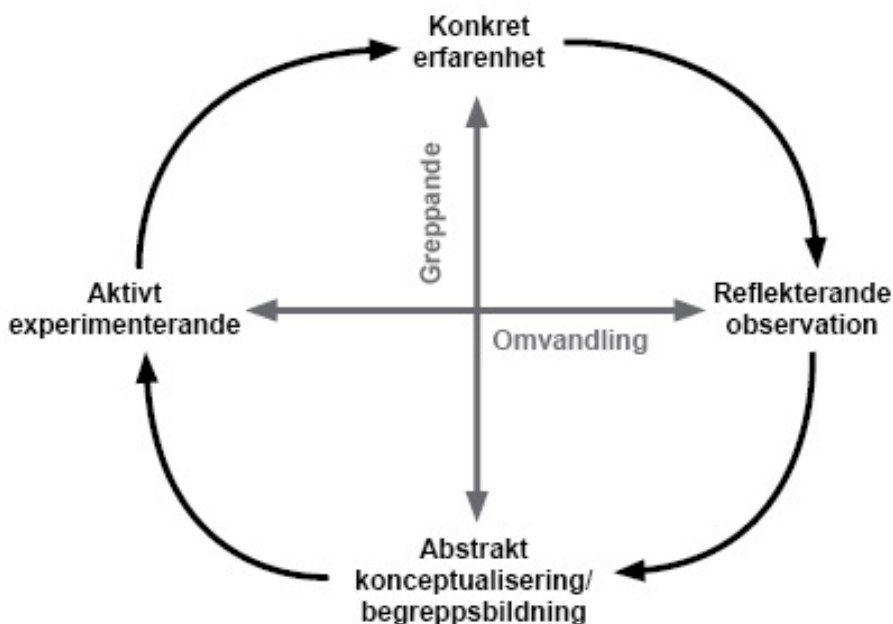 Konkret
erfarenhet
Greppande
Aktivt
experimenterande
Reflekterande
observation
Omvandling
Abstrakt
konceptualisering/
begreppsbildning